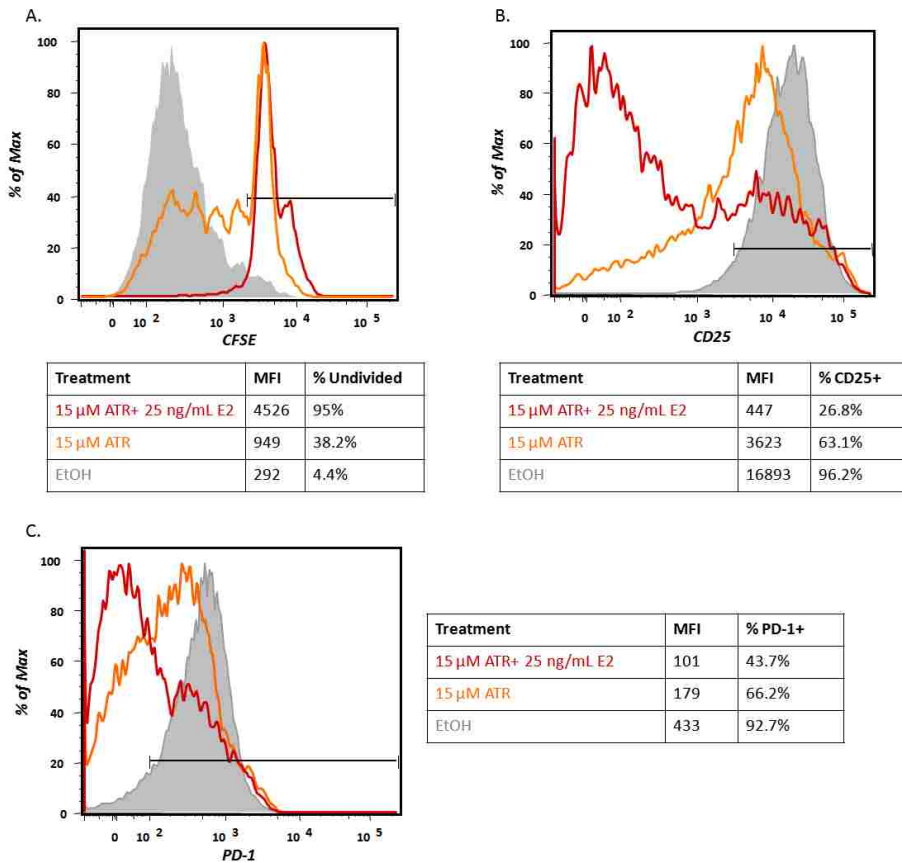 A.
% of Max
100
80
60
40
20
0
0 10 2 10 3 10 4 10 5
CFSE
Treatment MFI % Undivided
15 µM ATR+ 25 ng/mL E2 4526 95%
15 µM ATR 949 38.2%
EtOH 292 4.4%
B.
% of Max
100
80
60
40
20
0
0 10 2 10 3 10 4 10 5
CD25
Treatment MFI % CD25+
15 µM ATR+ 25 ng/mL E2 447 26.8%
15 µM ATR 3623 63.1%
EtOH 16893 96.2%
C.
% of Max
100
80
60
40
20
0
0 10 2 10 3 10 4 10 5
PD-1
Treatment MFI % PD-1+
15 µM ATR+ 25 ng/mL E2 101 43.7%
15 µM ATR 179 66.2%
EtOH 433 92.7%